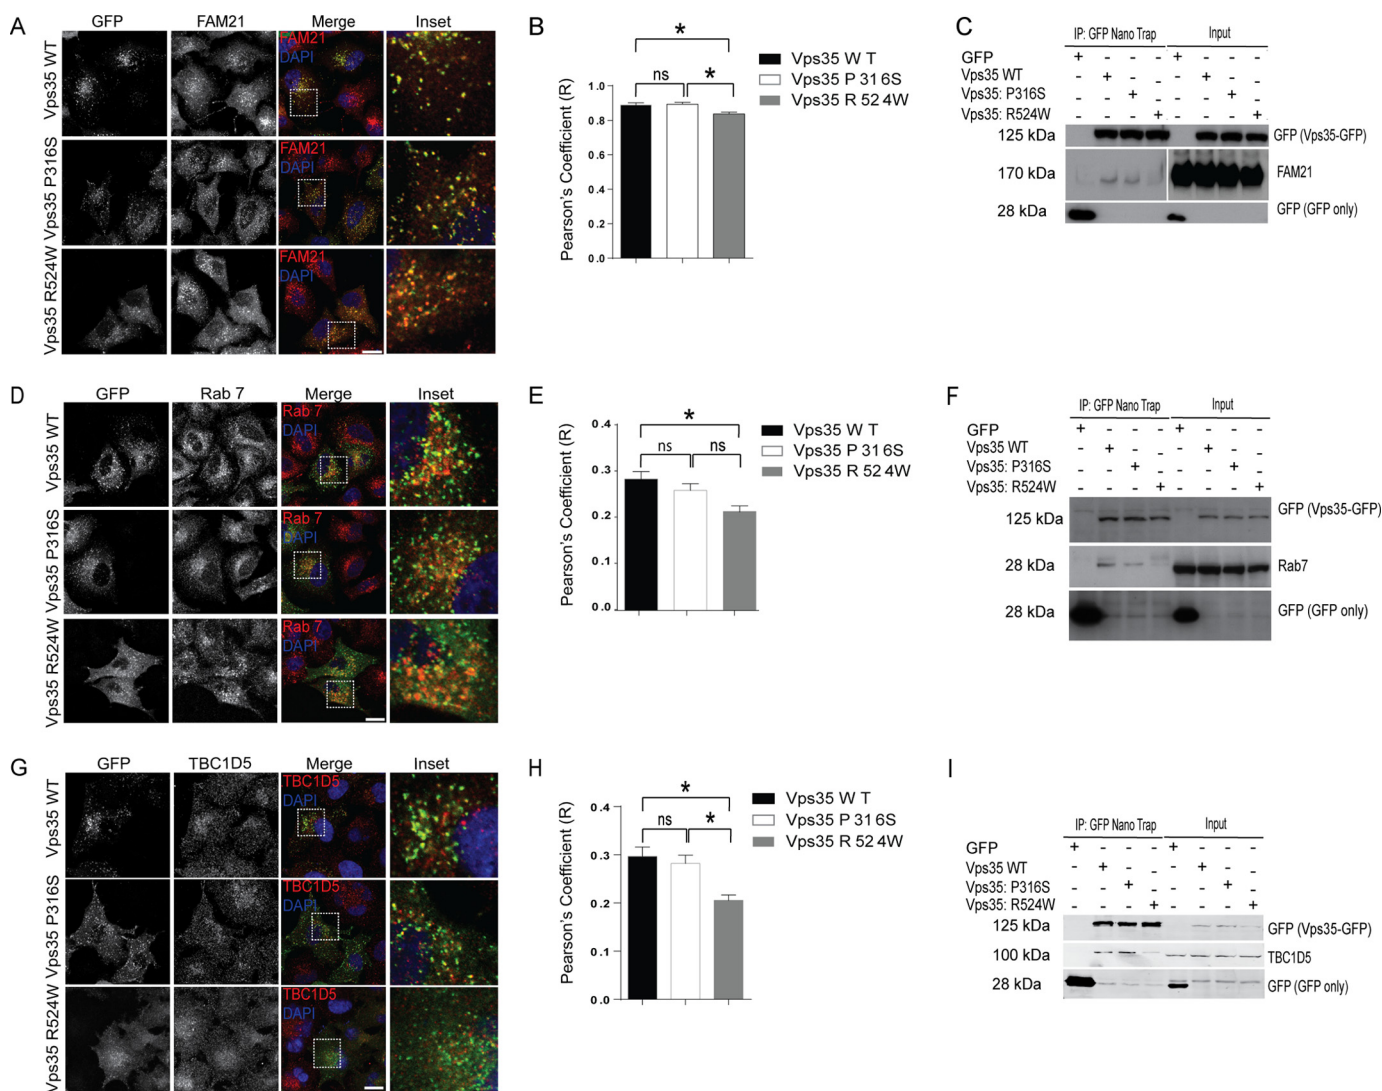 A
GFP FAM21 Merge Inset
Vps35 WT
FAM21
DAPI
Vps35 P316S
FAM21
DAPI
Vps35 R524W
FAM21
DAPI
B
Pearson's Coefficient (R)
1.0
0.8
0.6
0.4
0.2
0.0
*
ns *
Vps35 W T
Vps35 P 31 6S
Vps35 R 52 4W
C
IP: GFP Nano Trap Input
GFP + - - - + - - -
Vps35 WT - + - - - + - -
Vps35: P316S - - + - - - + -
Vps35: R524W - - - + - - - +
125 kDa GFP (Vps35-GFP)
170 kDa FAM21
28 kDa GFP (GFP only)
D
GFP Rab 7 Merge Inset
Vps35 WT
Rab 7
DAPI
Vps35 P316S
Rab 7
DAPI
Vps35 R524W
Rab 7
DAPI
E
Pearson's Coefficient (R)
0.4
0.3
0.2
0.1
0.0
*
ns ns
Vps35 W T
Vps35 P 31 6S
Vps35 R 52 4W
F
IP: GFP Nano Trap Input
GFP + - - - + - - -
Vps35 WT - + - - - + - -
Vps35: P316S - - + - - - + -
Vps35: R524W - - - + - - - +
125 kDa GFP (Vps35-GFP)
28 kDa Rab7
28 kDa GFP (GFP only)
G
GFP TBC1D5 Merge Inset
Vps35 WT
TBC1D5
DAPI
Vps35 P316S
TBC1D5
DAPI
Vps35 R524W
TBC1D5
DAPI
H
Pearson's Coefficient (R)
0.4
0.3
0.2
0.1
0.0
*
ns *
Vps35 W T
Vps35 P 31 6S
Vps35 R 52 4W
I
IP: GFP Nano Trap Input
GFP + - - - + - - -
Vps35 WT - + - - - + - -
Vps35: P316S - - + - - - + -
Vps35: R524W - - - + - - - +
125 kDa GFP (Vps35-GFP)
100 kDa TBC1D5
28 kDa GFP (GFP only)